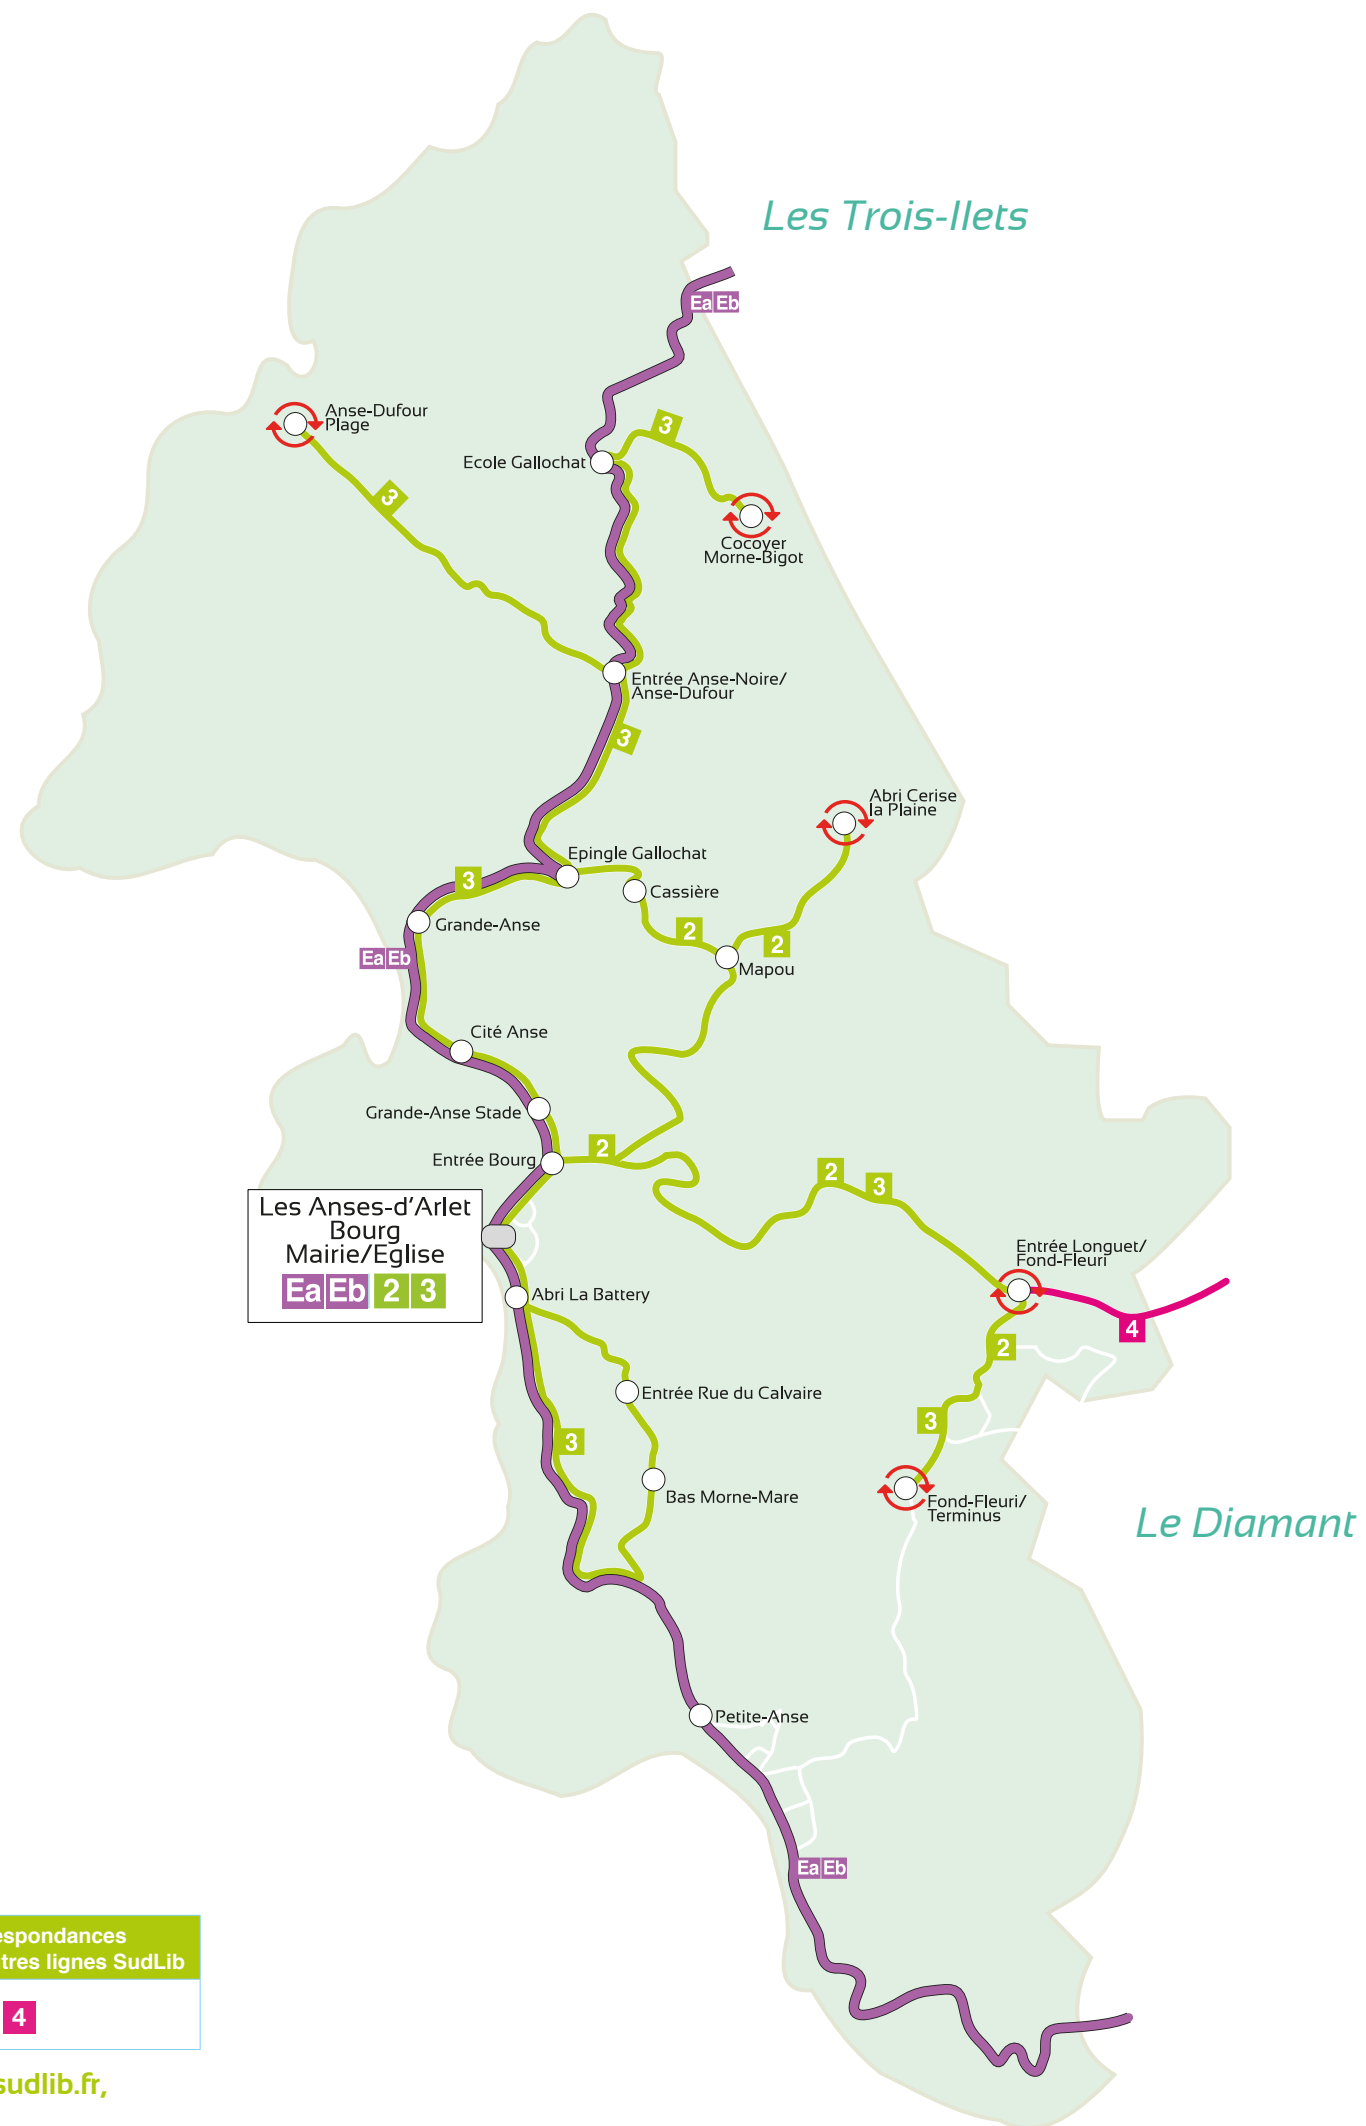 Les Trois-Ilets
Ea Eb
Anse-Dufour
Plage
3
Ecole Gallochat
3
Cocoyer
Morne-Bigot
Entrée Anse-Noire/
Anse-Dufour
3
Abri Cerise
la Plaine
Epingle Gallochat
3
Cassière
Grande-Anse
2
2
Ea Eb
Mapou
Cité Anse
Grande-Anse Stade
Entrée Bourg
2
2
3
Les Anses-d'Arlet
Bourg
Mairie/Eglise
Ea Eb 2 3
Entrée Longuet/
Fond-Fleuri
Abri La Battery
4
2
Entrée Rue du Calvaire
3
3
Bas Morne-Mare
Fond-Fleuri/
Terminus
Le Diamant
Petite-Anse
Ea Eb
espondances
tres lignes SudLib
4
sudlib.fr,